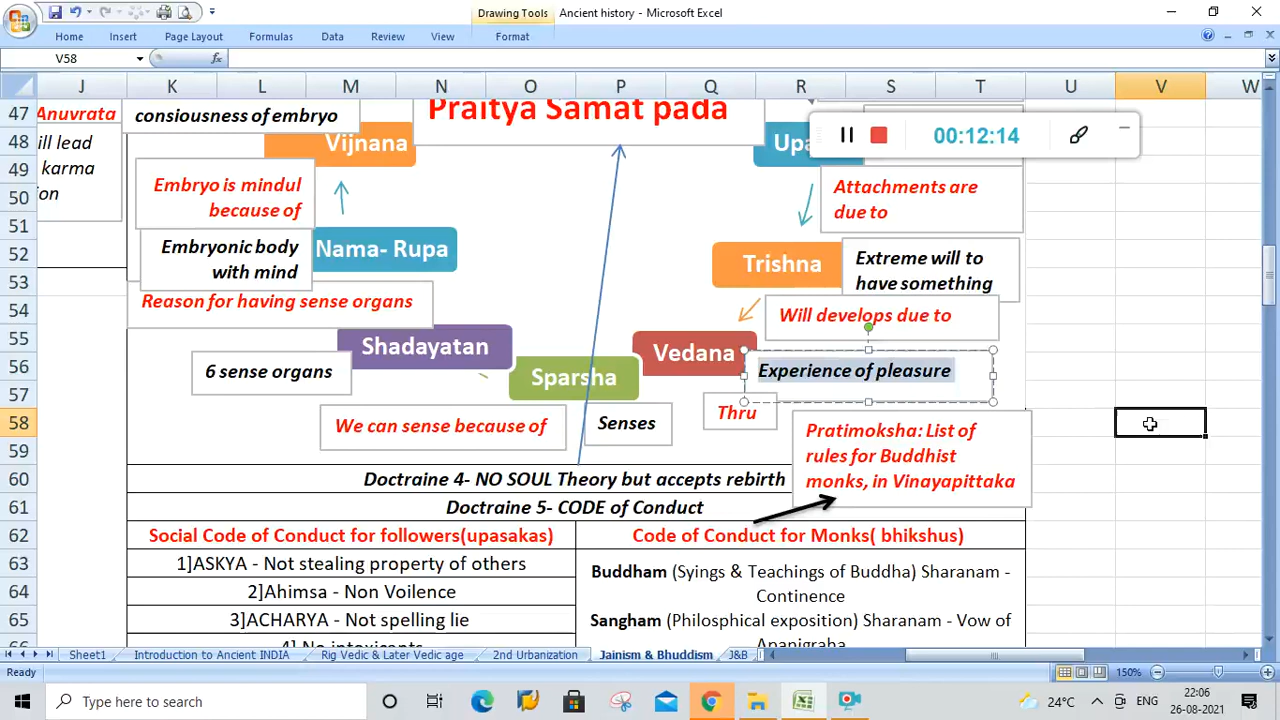 Drawing Tools
Ancient history - Microsoft Excel
Home Insert Page Layout Formulas Data Review View Format
V58
fx
J K L M N O P Q R S T U V W
47
48
49
50
51
52
53
54
55
56
57
58
59
60
61
62
63
64
65
66
Anuvrata
ill lead
karma
ion
consiousness of embryo
Praitya Samat pada
Vijnana
00:12:14
Embryo is mindul
because of
Attachments are
due to
Embryonic body
with mind
Nama- Rupa
Trishna
Extreme will to
have something
Reason for having sense organs
Will develops due to
Shadayatan
Vedana
6 sense organs
Sparsha
Experience of pleasure
We can sense because of
Senses
Thru
Pratimoksha: List of
rules for Buddhist
monks, in Vinayapittaka
Doctraine 4- NO SOUL Theory but accepts rebirth
Doctraine 5- CODE of Conduct
Social Code of Conduct for followers(upasakas)
Code of Conduct for Monks( bhikshus)
1]ASKYA - Not stealing property of others
2]Ahimsa - Non Voilence
3]ACHARYA - Not spelling lie
4] No intoxicants
Buddham (Syings & Teachings of Buddha) Sharanam -
Continence
Sangham (Philosphical exposition) Sharanam - Vow of
Apanigraha
Sheet1 Introduction to Ancient INDIA Rig Vedic & Later Vedic age 2nd Urbanization Jainism & Bhuddism J&B
Ready
150%
Type here to search
24°C
ENG
22:06
26-08-2021